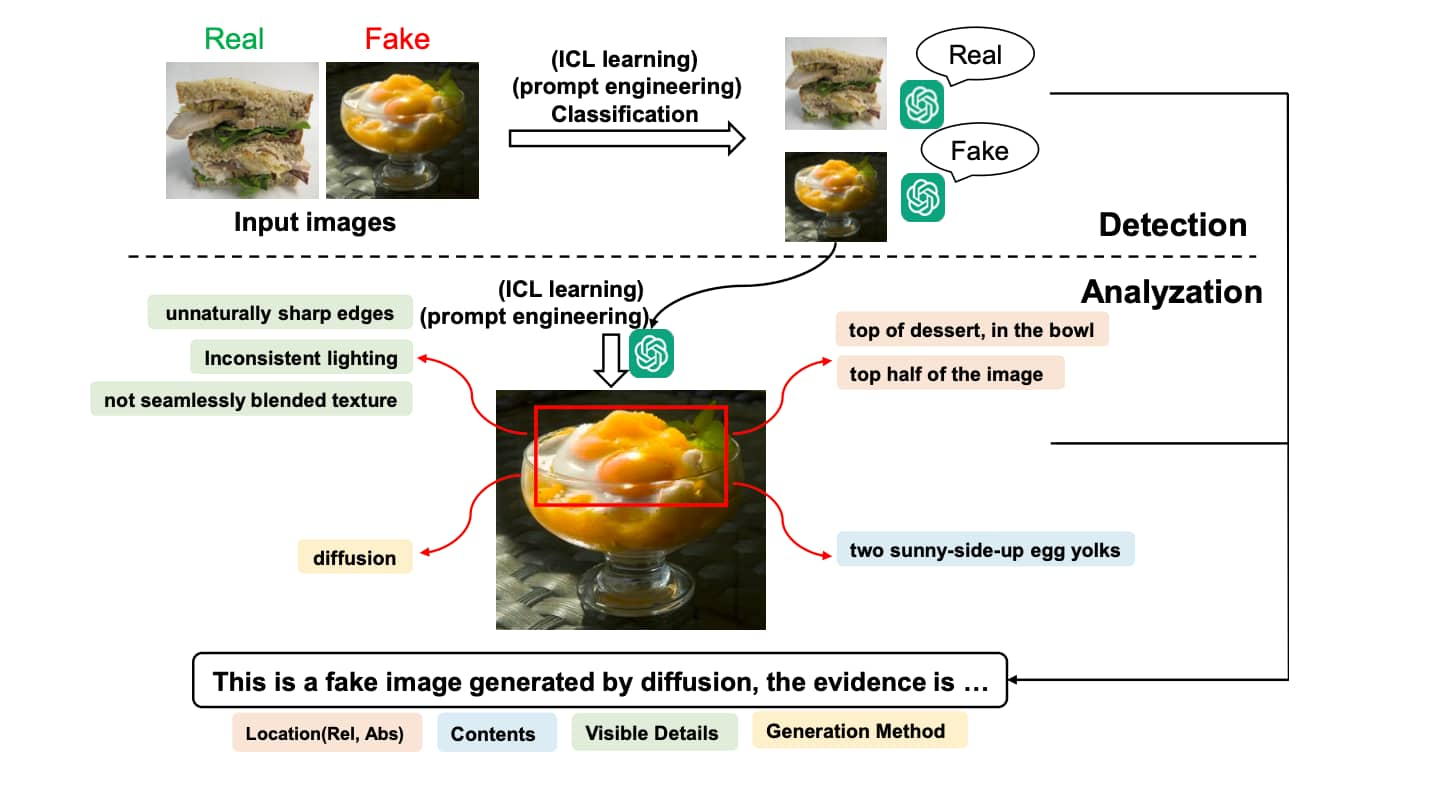 Real
Fake
(ICL learning)
(prompt engineering)
Classification
Real
Fake
Input images
Detection
Analyzation
(ICL learning)
(prompt engineering)
unnaturally sharp edges
Inconsistent lighting
not seamlessly blended texture
top of dessert, in the bowl
top half of the image
diffusion
two sunny-side-up egg yolks
This is a fake image generated by diffusion, the evidence is …
Location(Rel, Abs)
Contents
Visible Details
Generation Method